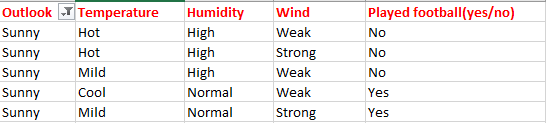 Outlook Temperature Humidity Wind Played football(yes/no)
Sunny Hot High Weak No
Sunny Hot High Strong No
Sunny Mild High Weak No
Sunny Cool Normal Weak Yes
Sunny Mild Normal Strong Yes